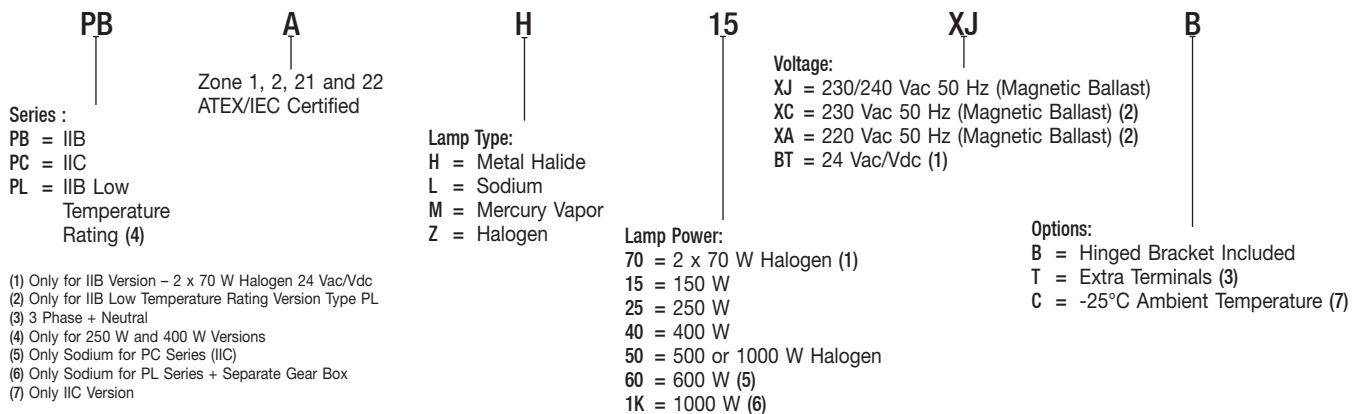 PB A H 15 XJ B
Zone 1, 2, 21 and 22
ATEX/IEC Certified
Series :
PB = IIB
PC = IIC
PL = IIB Low
Temperature
Rating (4)
Lamp Type:
H = Metal Halide
L = Sodium
M = Mercury Vapor
Z = Halogen
Lamp Power:
70 = 2 x 70 W Halogen (1)
15 = 150 W
25 = 250 W
40 = 400 W
50 = 500 or 1000 W Halogen
60 = 600 W (5)
1K = 1000 W (6)
Voltage:
XJ = 230/240 Vac 50 Hz (Magnetic Ballast)
XC = 230 Vac 50 Hz (Magnetic Ballast) (2)
XA = 220 Vac 50 Hz (Magnetic Ballast) (2)
BT = 24 Vac/Vdc (1)
Options:
B = Hinged Bracket Included
T = Extra Terminals (3)
C = -25°C Ambient Temperature (7)
(1) Only for IIB Version – 2 x 70 W Halogen 24 Vac/Vdc
(2) Only for IIB Low Temperature Rating Version Type PL
(3) 3 Phase + Neutral
(4) Only for 250 W and 400 W Versions
(5) Only Sodium for PC Series (IIC)
(6) Only Sodium for PL Series + Separate Gear Box
(7) Only IIC Version